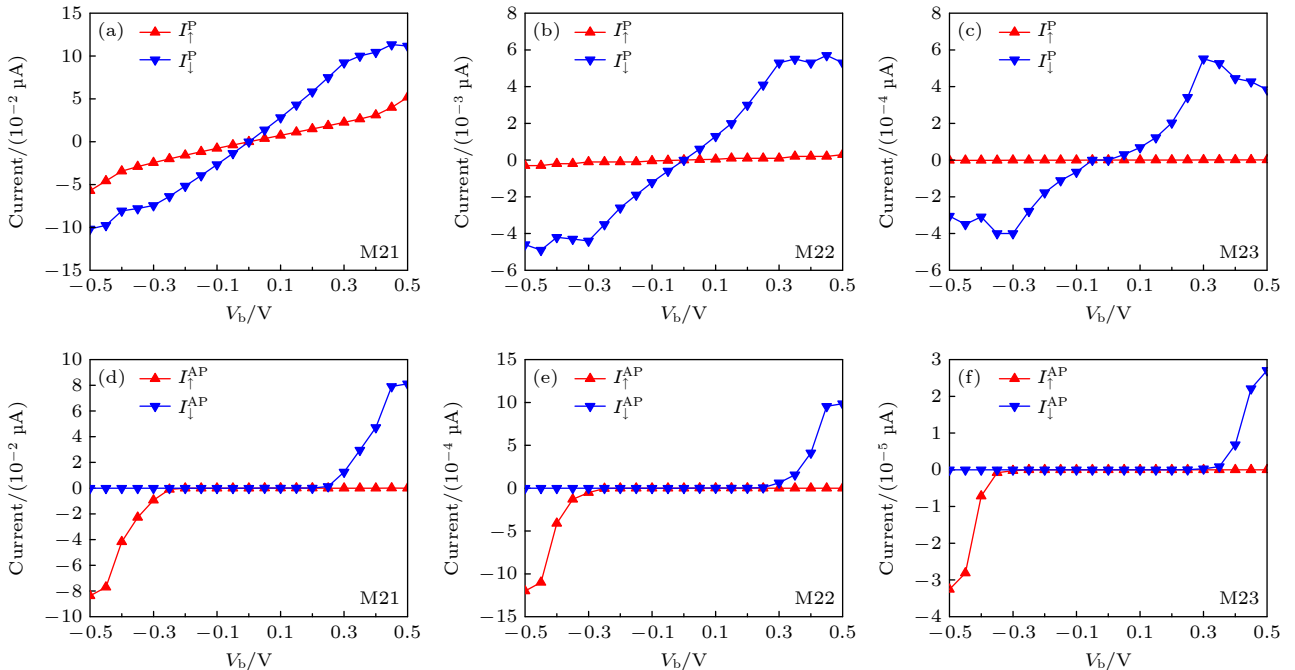 (a)
I↑^P
I↓^P
15
10
5
0
−5
−10
−15
Current/(10⁻² μA)
M21
−0.5 −0.3 −0.1 0.1 0.3 0.5
V_b/V
(b)
I↑^P
I↓^P
8
6
4
2
0
−2
−4
−6
Current/(10⁻³ μA)
M22
−0.5 −0.3 −0.1 0.1 0.3 0.5
V_b/V
(c)
I↑^P
I↓^P
8
6
4
2
0
−2
−4
−6
Current/(10⁻⁴ μA)
M23
−0.5 −0.3 −0.1 0.1 0.3 0.5
V_b/V
(d)
I↑^AP
I↓^AP
10
8
6
4
2
0
−2
−4
−6
−8
−10
Current/(10⁻² μA)
M21
−0.5 −0.3 −0.1 0.1 0.3 0.5
V_b/V
(e)
I↑^AP
I↓^AP
15
10
5
0
−5
−10
−15
Current/(10⁻⁴ μA)
M22
−0.5 −0.3 −0.1 0.1 0.3 0.5
V_b/V
(f)
I↑^AP
I↓^AP
3
2
1
0
−1
−2
−3
−4
Current/(10⁻⁵ μA)
M23
−0.5 −0.3 −0.1 0.1 0.3 0.5
V_b/V